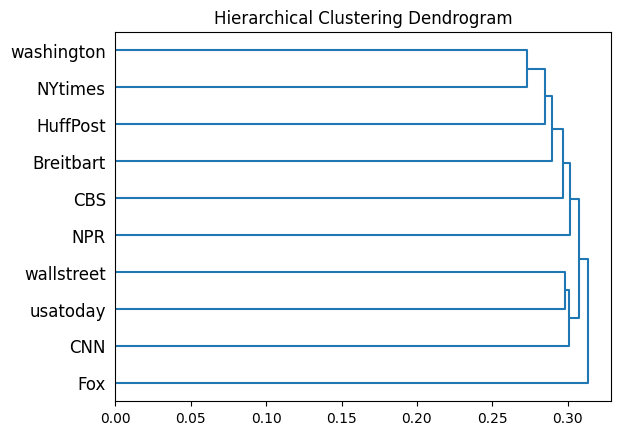 Hierarchical Clustering Dendrogram
washington
NYtimes
HuffPost
Breitbart
CBS
NPR
wallstreet
usatoday
CNN
Fox
0.00 0.05 0.10 0.15 0.20 0.25 0.30